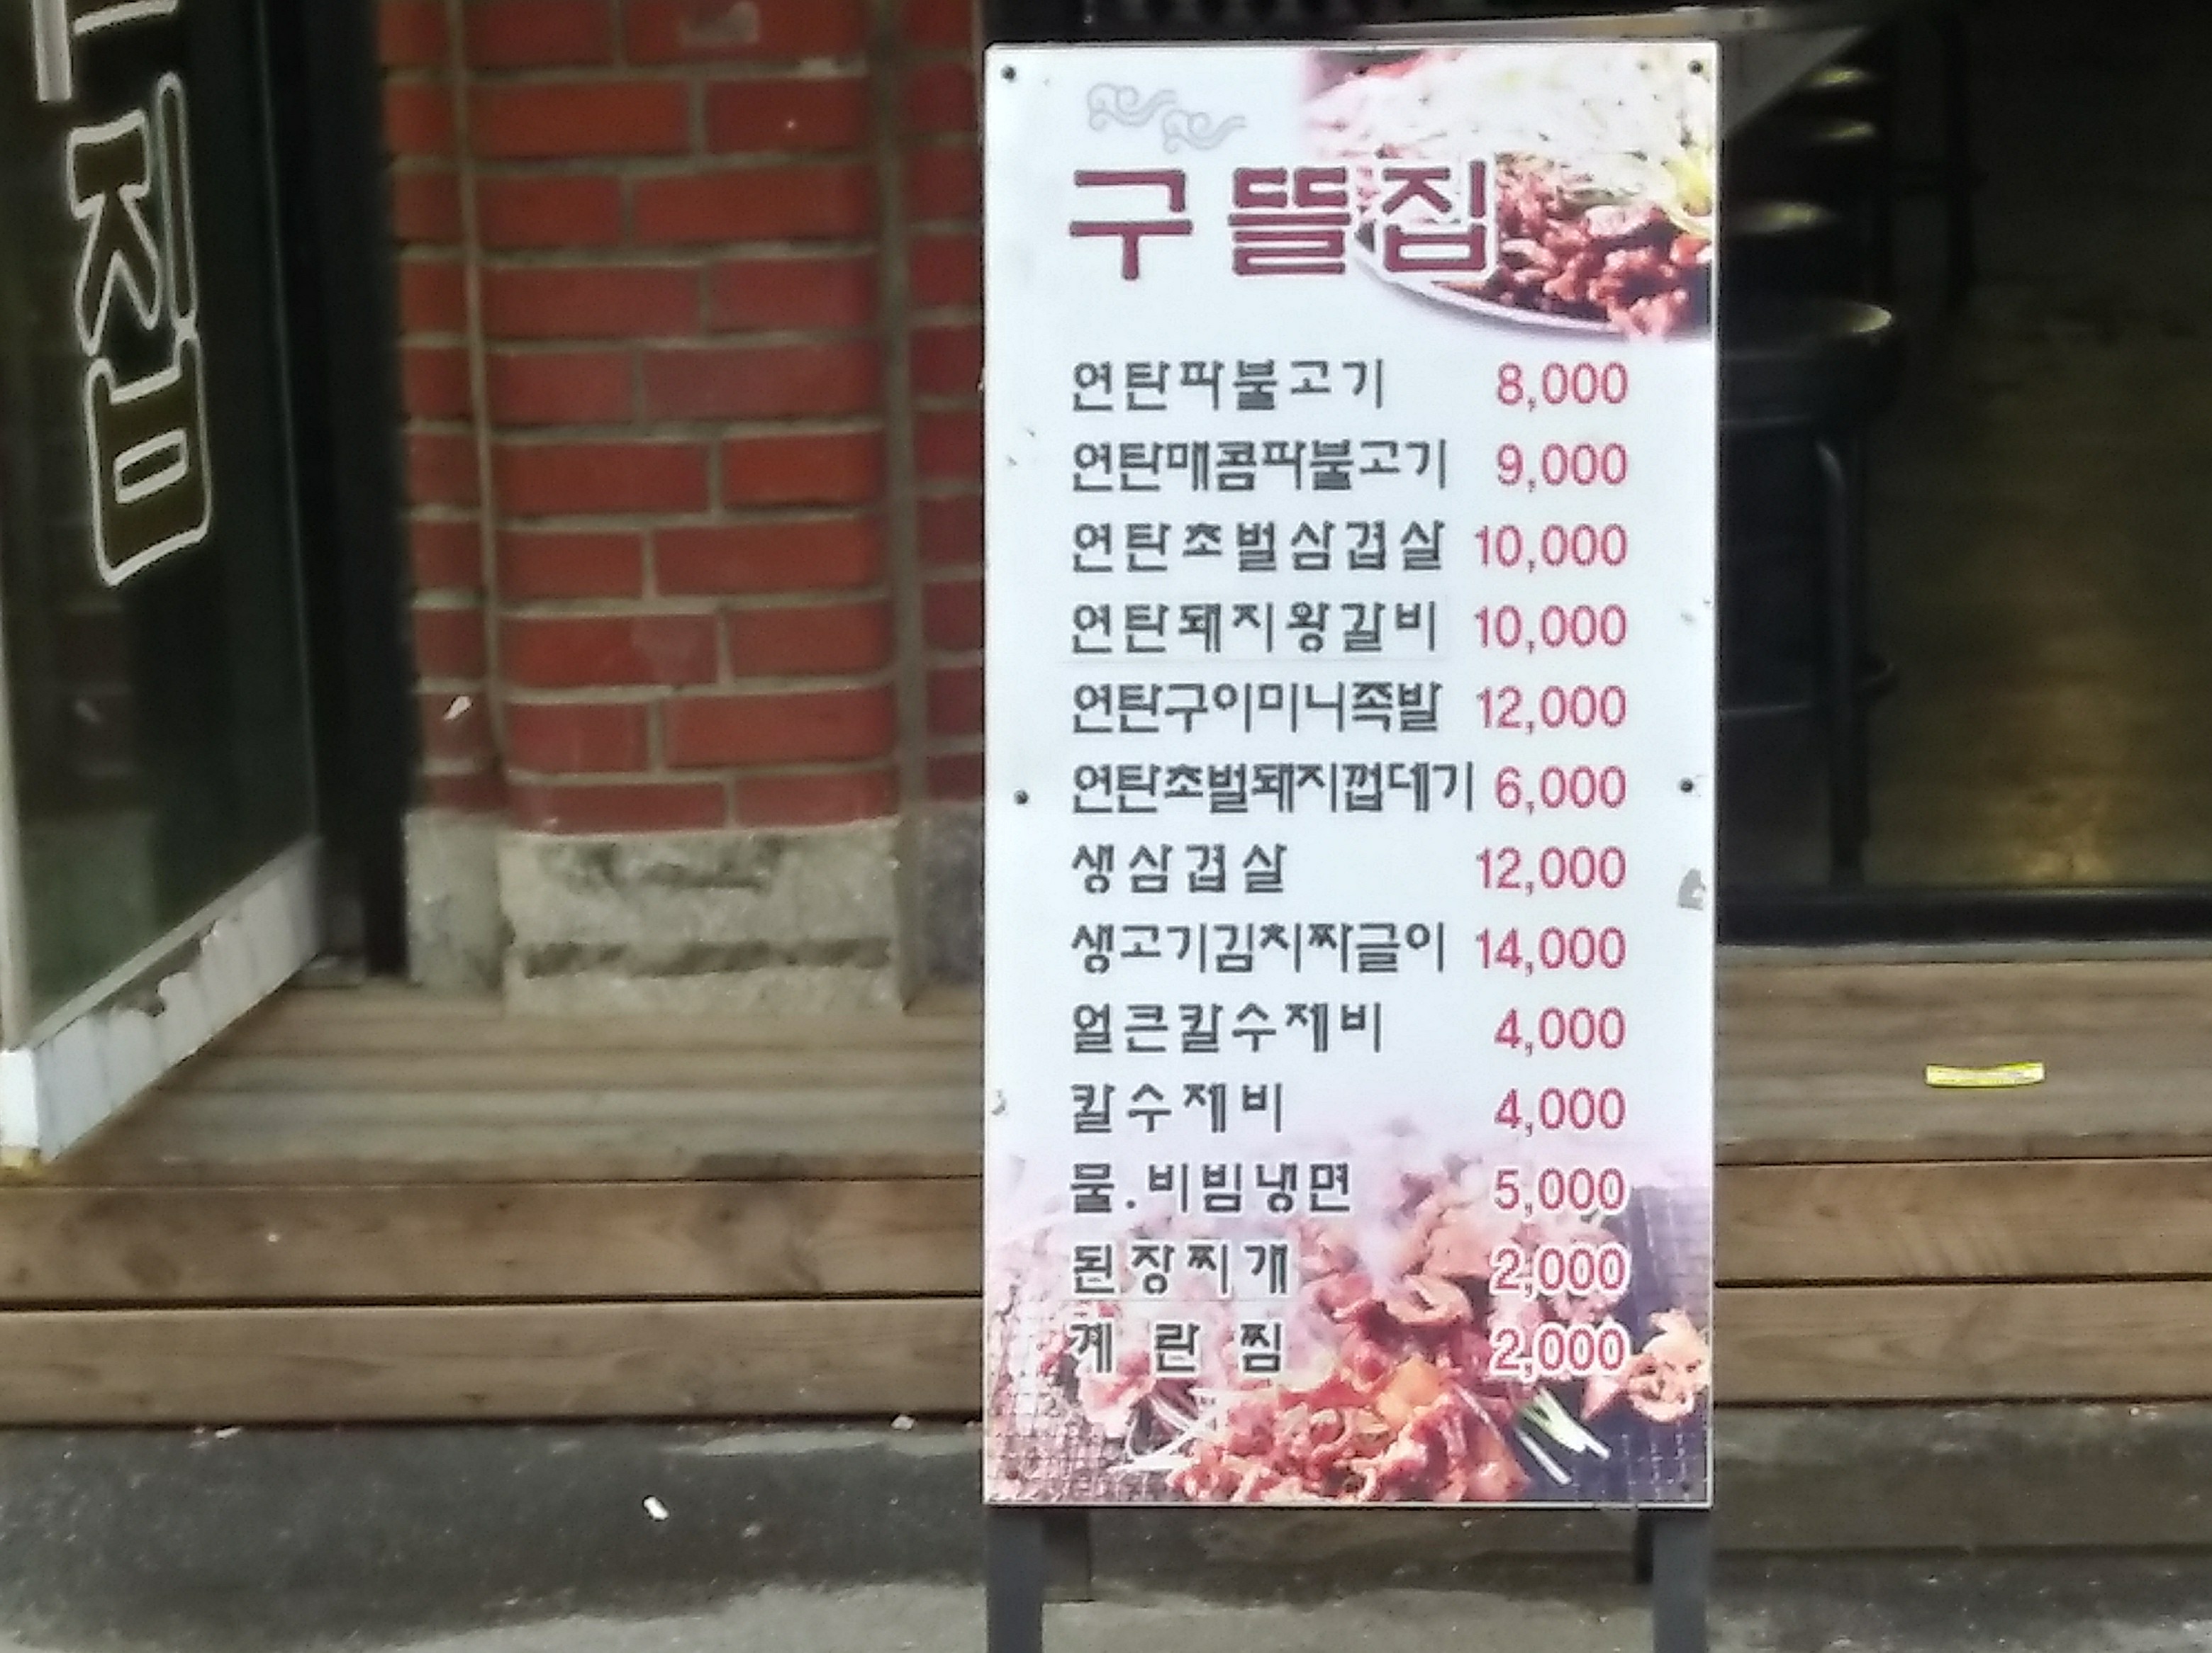 집
구뜰집
연탄파불고기 8,000
연탄매콤파불고기 9,000
연탄초벌삼겹살 10,000
연탄돼지왕갈비 10,000
연탄구이미니족발 12,000
연탄초벌돼지껍데기 6,000
생삼겹살 12,000
생고기김치짜글이 14,000
얼큰칼수제비 4,000
칼수제비 4,000
물.비빔냉면 5,000
된장찌개 2,000
계란찜 2,000